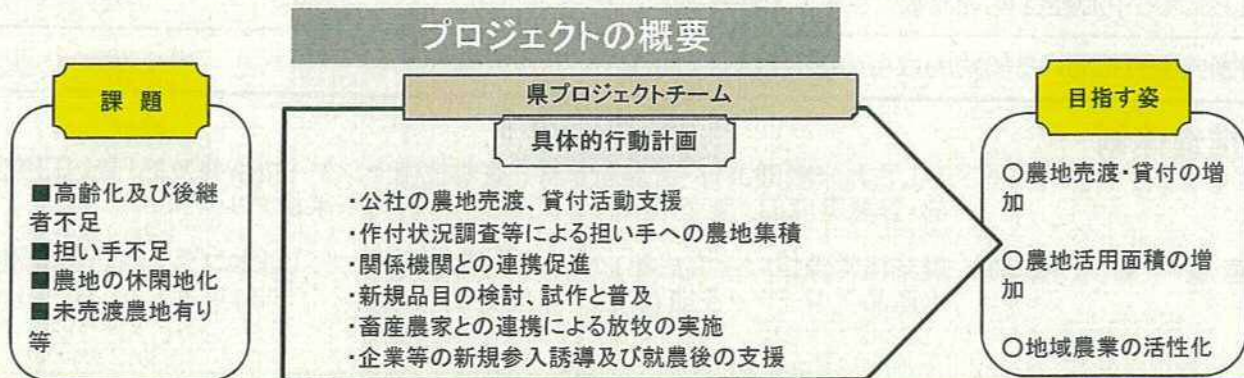 プロジェクトの概要
課 題
■高齢化及び後継
者不足
■担い手不足
■農地の休閑地化
■未売渡農地有り
等
県プロジェクトチーム
具体的行動計画
・公社の農地売渡、貸付活動支援
・作付状況調査等による担い手への農地集積
・関係機関との連携促進
・新規品目の検討、試作と普及
・畜産農家との連携による放牧の実施
・企業等の新規参入誘導及び就農後の支援
目指す姿
○農地売渡・貸付の増
加
○農地活用面積の増
加
○地域農業の活性化